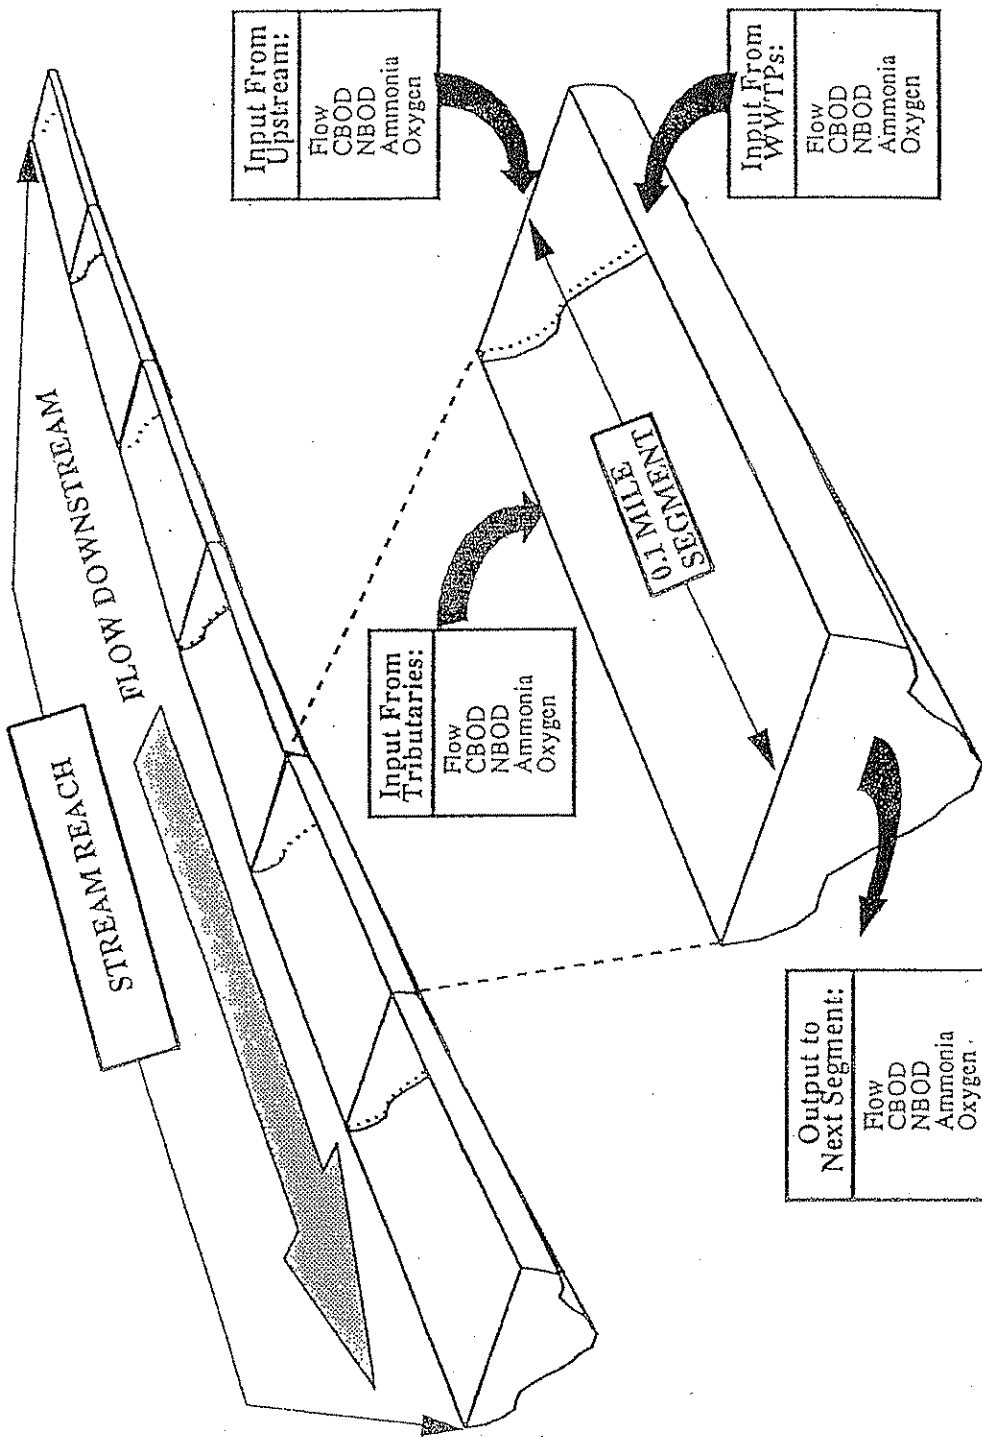 STREAM REACH
FLOW DOWNSTREAM
Input From
Upstream:
Flow
CBOD
NBOD
Ammonia
Oxygen
Input From
Tributaries:
Flow
CBOD
NBOD
Ammonia
Oxygen
0.1 MILE
SEGMENT
Input From
WWTPs:
Flow
CBOD
NBOD
Ammonia
Oxygen
Output to
Next Segment:
Flow
CBOD
NBOD
Ammonia
Oxygen